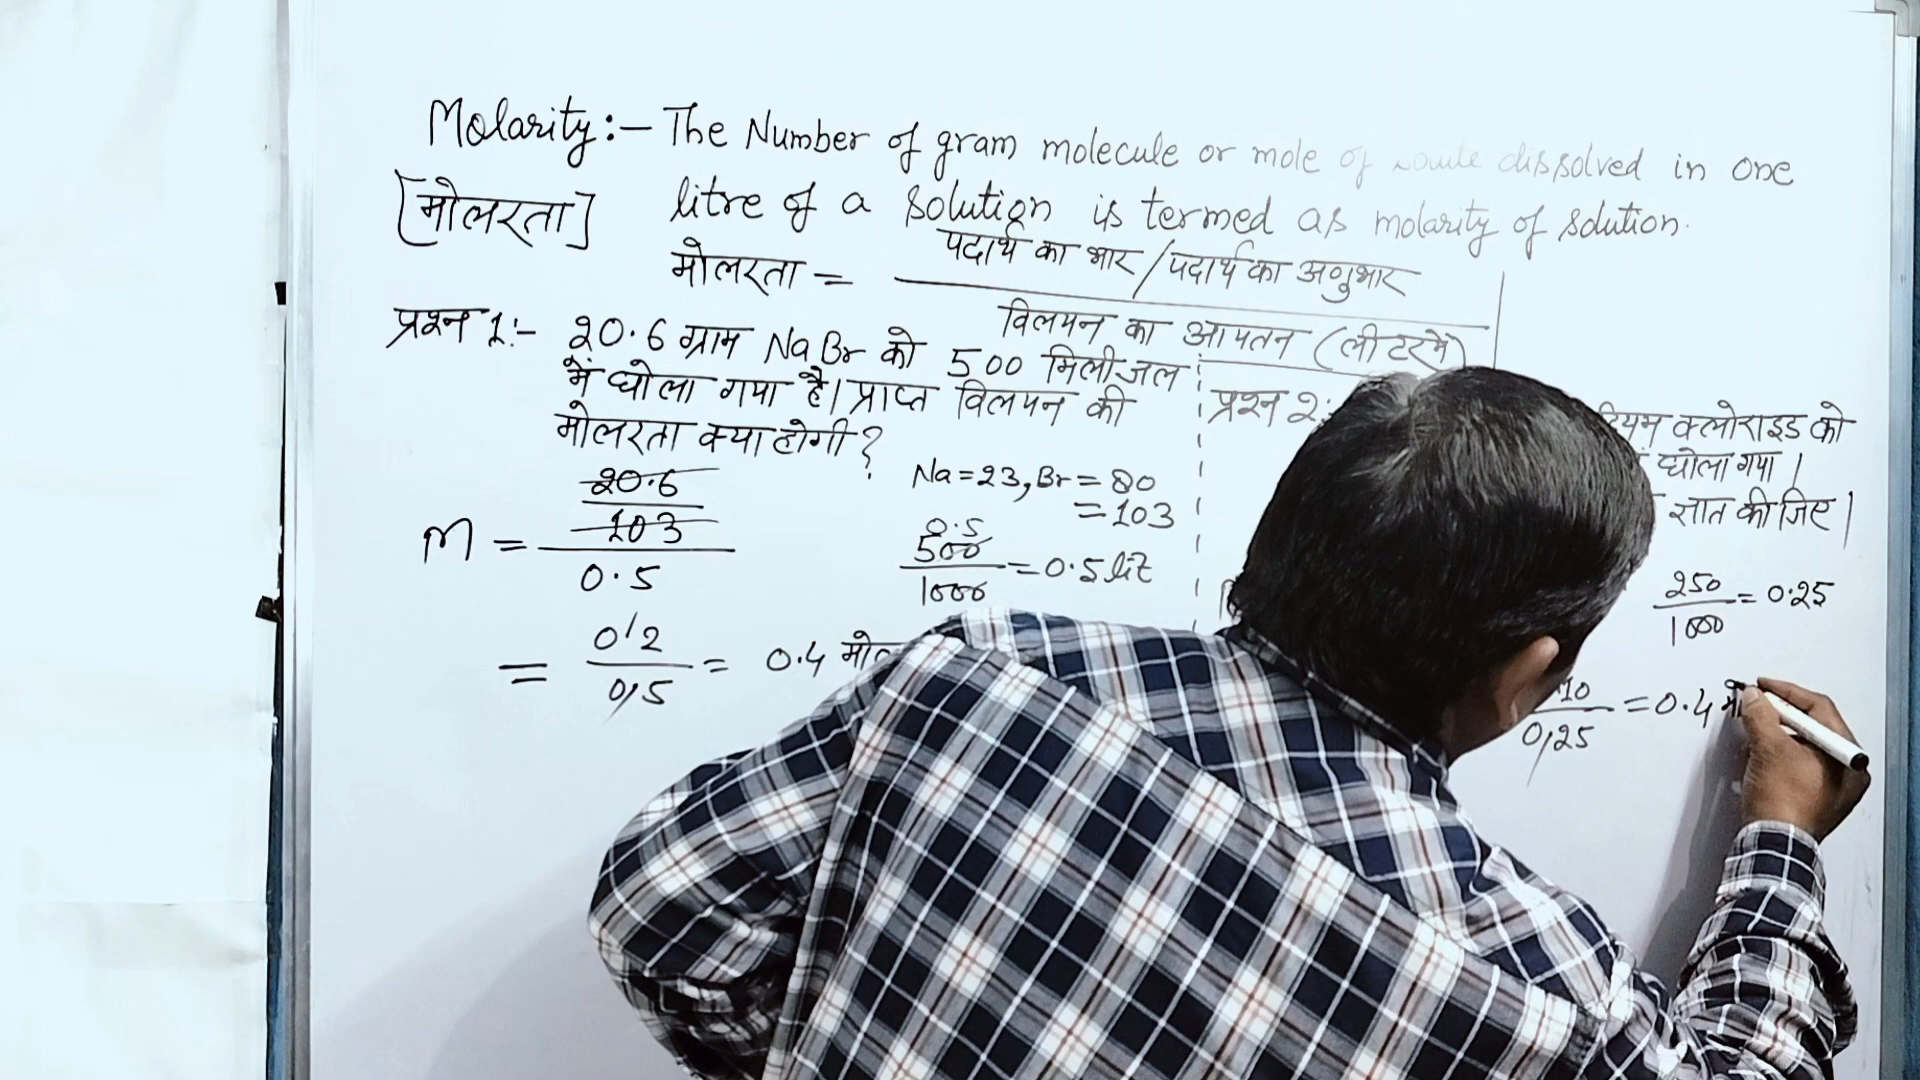 Molarity:- The Number of gram molecule or mole of solute dissolved in one
[मोलरता] litre of a solution is termed as molarity of solution.
मोलरता = पदार्थ का भार/पदार्थ का अणुभार
विलयन का आयतन (लीटर में)
प्रश्न 1:- 20.6 ग्राम NaBr को 500 मिली जल
में घोला गया है। प्राप्त विलयन की
मोलरता क्या होगी?
20.6
M = 103
0.5
= 0.2 = 0.4
0.5
Na = 23, Br = 80
= 103
0.5
500 = 0.5 lit
1000
प्रश्न 2:
क्लोराइड को
घोला गया।
ज्ञात कीजिए।
250 = 0.25
1000
10 = 0.4
0.25